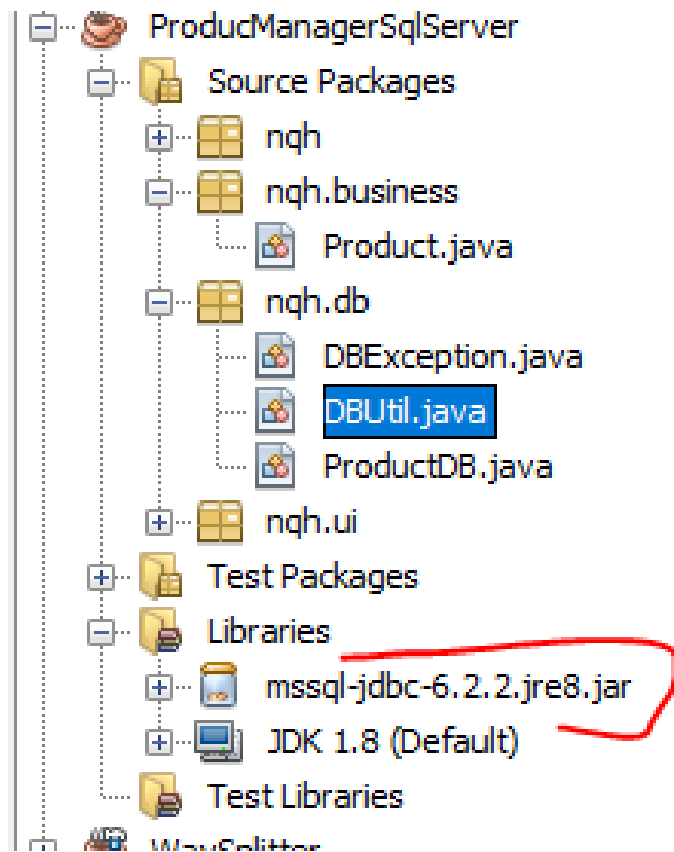 ProducManagerSqlServer
Source Packages
nqh
nqh.business
Product.java
nqh.db
DBException.java
DBUtil.java
ProductDB.java
nqh.ui
Test Packages
Libraries
mssql-jdbc-6.2.2.jre8.jar
JDK 1.8 (Default)
Test Libraries
WaySplitter